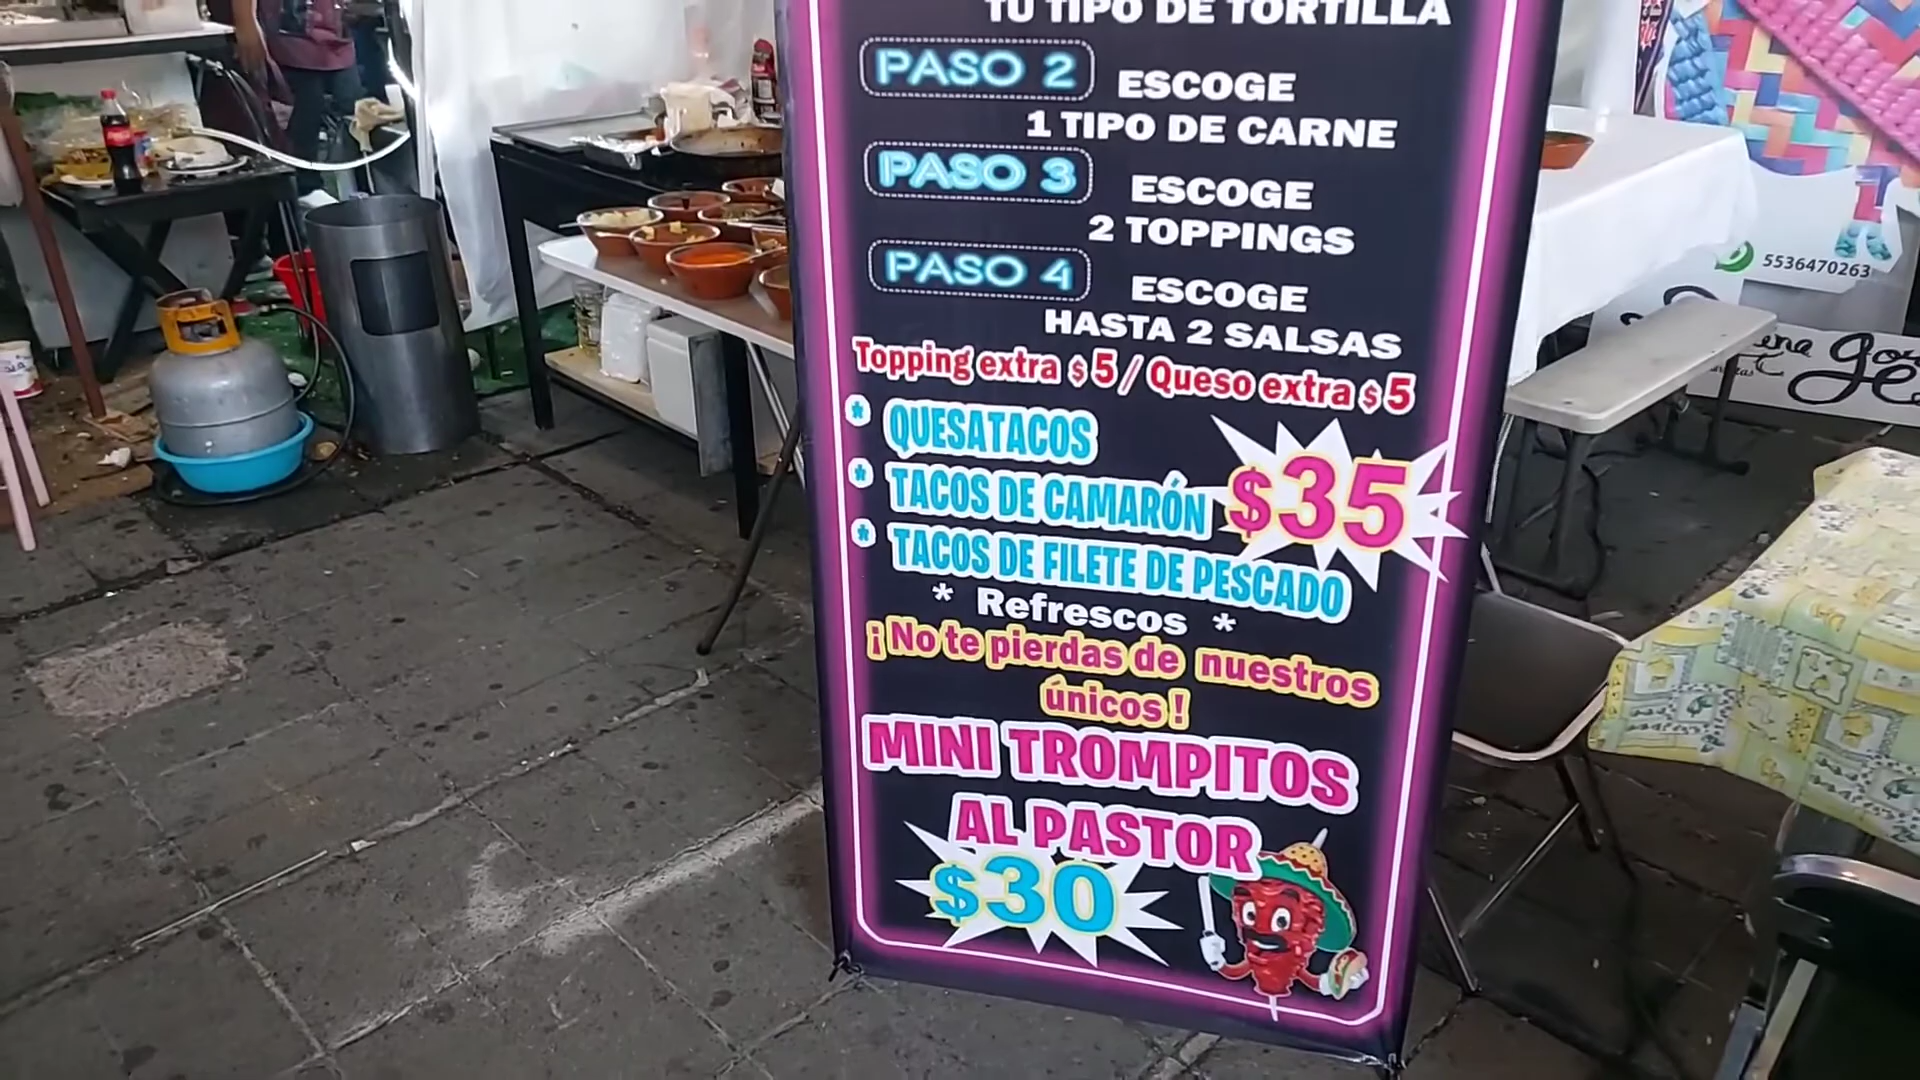 TU TIPO DE TORTILLA
PASO 2
ESCOGE
1 TIPO DE CARNE
PASO 3
ESCOGE
2 TOPPINGS
PASO 4
ESCOGE
HASTA 2 SALSAS
Topping extra $5 / Queso extra $5
* QUESATACOS
* TACOS DE CAMARÓN
$35
* TACOS DE FILETE DE PESCADO
* Refrescos *
¡No te pierdas de nuestros
únicos!
MINI TROMPITOS
AL PASTOR
$30
5536470263